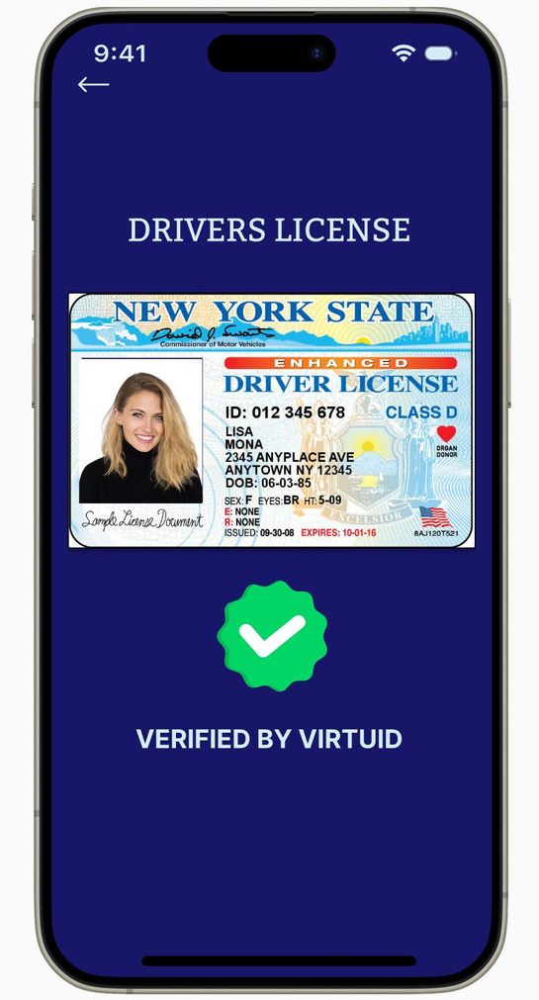 9:41
DRIVERS LICENSE
NEW YORK STATE
David J. Swarts
Commissioner of Motor Vehicles
ENHANCED
DRIVER LICENSE
ID: 012 345 678 CLASS D
LISA
MONA
2345 ANYPLACE AVE
ANYTOWN NY 12345
DOB: 06-03-85
ORGAN
DONOR
SEX: F EYES: BR HT: 5-09
E: NONE
R: NONE
ISSUED: 09-30-08 EXPIRES: 10-01-16
EXCELSIOR
8AJ120T521
Sample License Document
VERIFIED BY VIRTUID